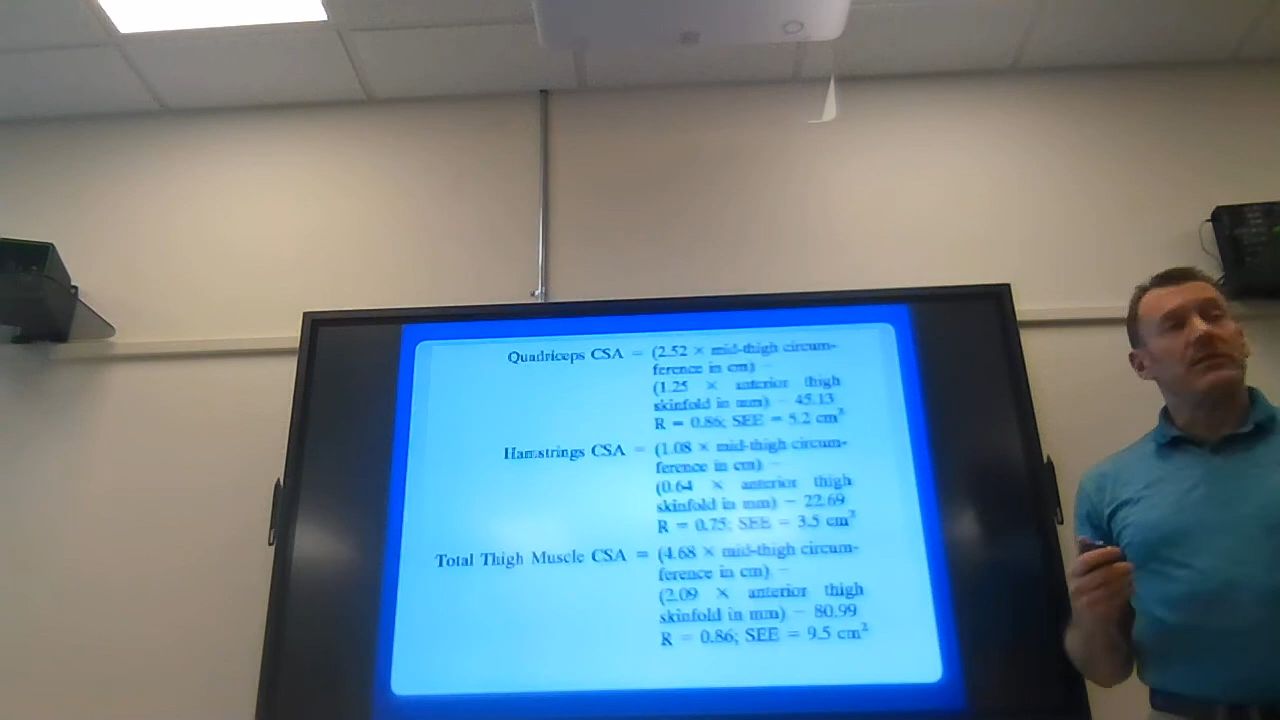 Quadriceps CSA = (2.52 × mid-thigh circum-
ference in cm) −
(1.25 × anterior thigh
skinfold in mm) − 45.13
R = 0.86; SEE = 5.2 cm²
Hamstrings CSA = (1.08 × mid-thigh circum-
ference in cm) −
(0.64 × anterior thigh
skinfold in mm) − 22.69
R = 0.75; SEE = 3.5 cm²
Total Thigh Muscle CSA = (4.68 × mid-thigh circum-
ference in cm) −
(2.09 × anterior thigh
skinfold in mm) − 80.99
R = 0.86; SEE = 9.5 cm²